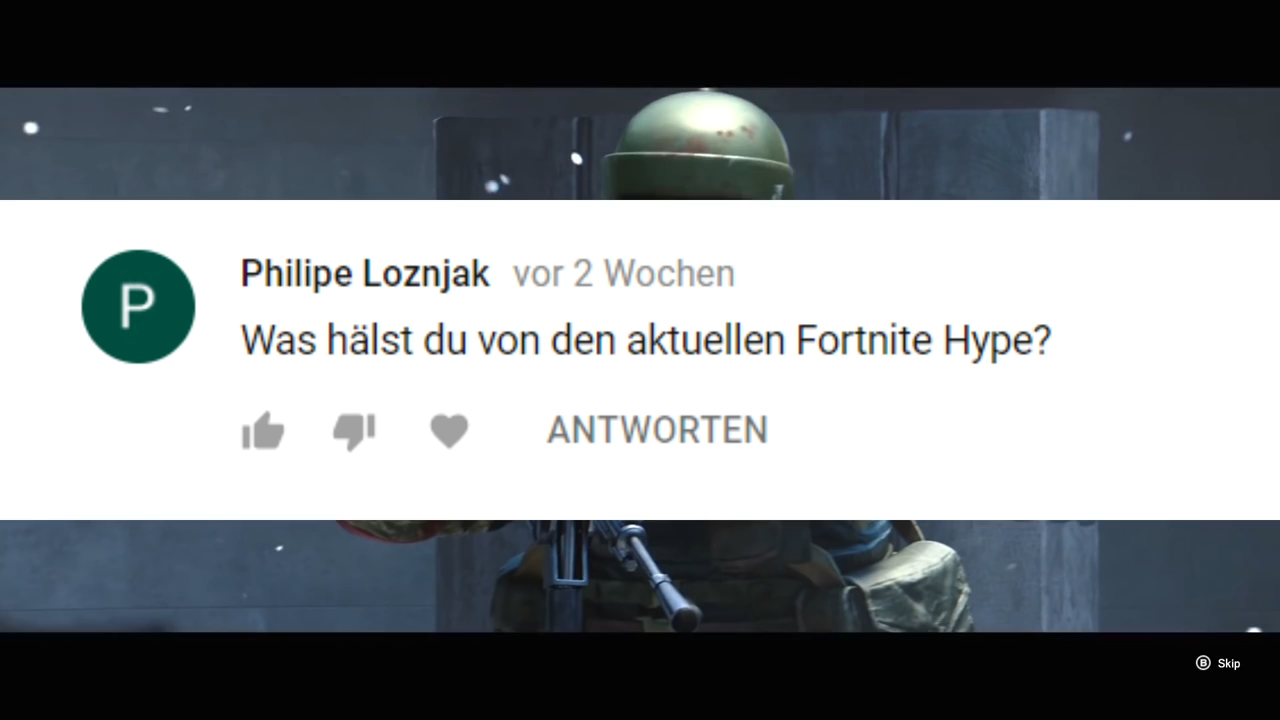 P
Philipe Loznjak vor 2 Wochen
Was hälst du von den aktuellen Fortnite Hype?
ANTWORTEN
B Skip